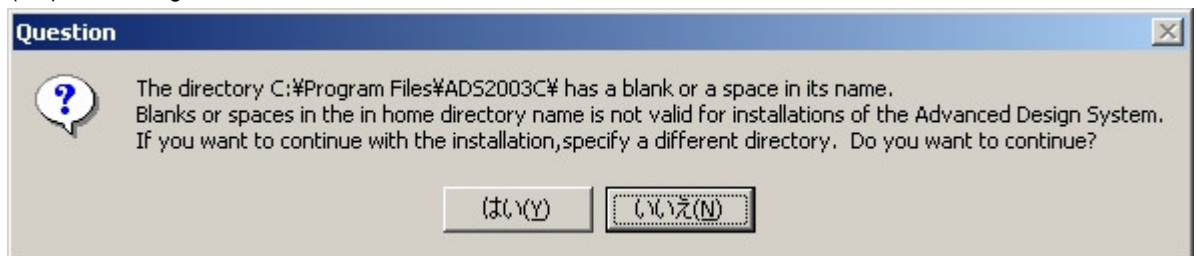 Question
The directory C:¥Program Files¥ADS2003C¥ has a blank or a space in its name.
Blanks or spaces in the in home directory name is not valid for installations of the Advanced Design System.
If you want to continue with the installation,specify a different directory.  Do you want to continue?
はい(Y) いいえ(N)